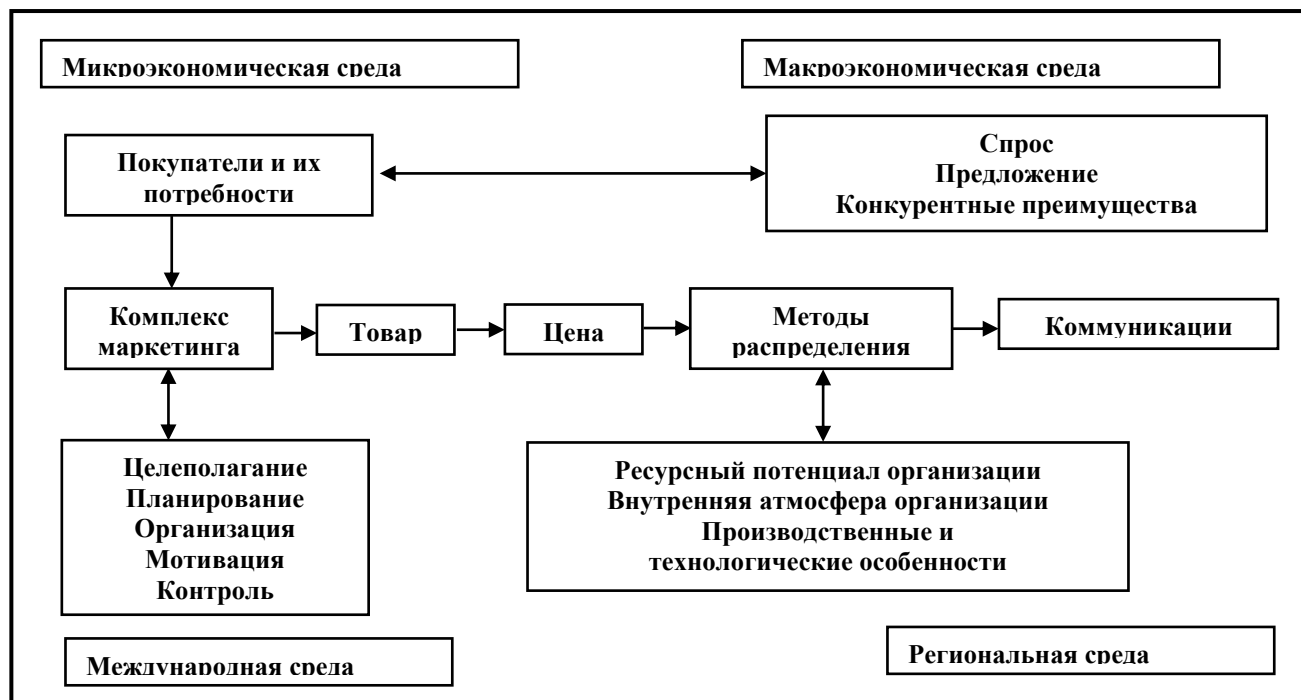 Микроэкономическая среда
Макроэкономическая среда
Покупатели и их
потребности
Спрос
Предложение
Конкурентные преимущества
Комплекс
маркетинга
Товар
Цена
Методы
распределения
Коммуникации
Целеполагание
Планирование
Организация
Мотивация
Контроль
Ресурсный потенциал организации
Внутренняя атмосфера организации
Производственные и
технологические особенности
Международная среда
Региональная среда